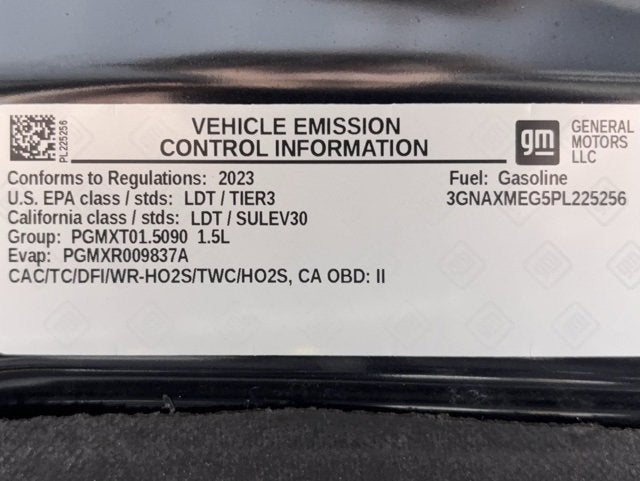 PL225256
VEHICLE EMISSION
CONTROL INFORMATION
gm
GENERAL
MOTORS
LLC
Conforms to Regulations: 2023
Fuel: Gasoline
U.S. EPA class / stds: LDT / TIER3
3GNAXMEG5PL225256
California class / stds: LDT / SULEV30
Group: PGMXT01.5090 1.5L
Evap: PGMXR009837A
CAC/TC/DFI/WR-HO2S/TWC/HO2S, CA OBD: II